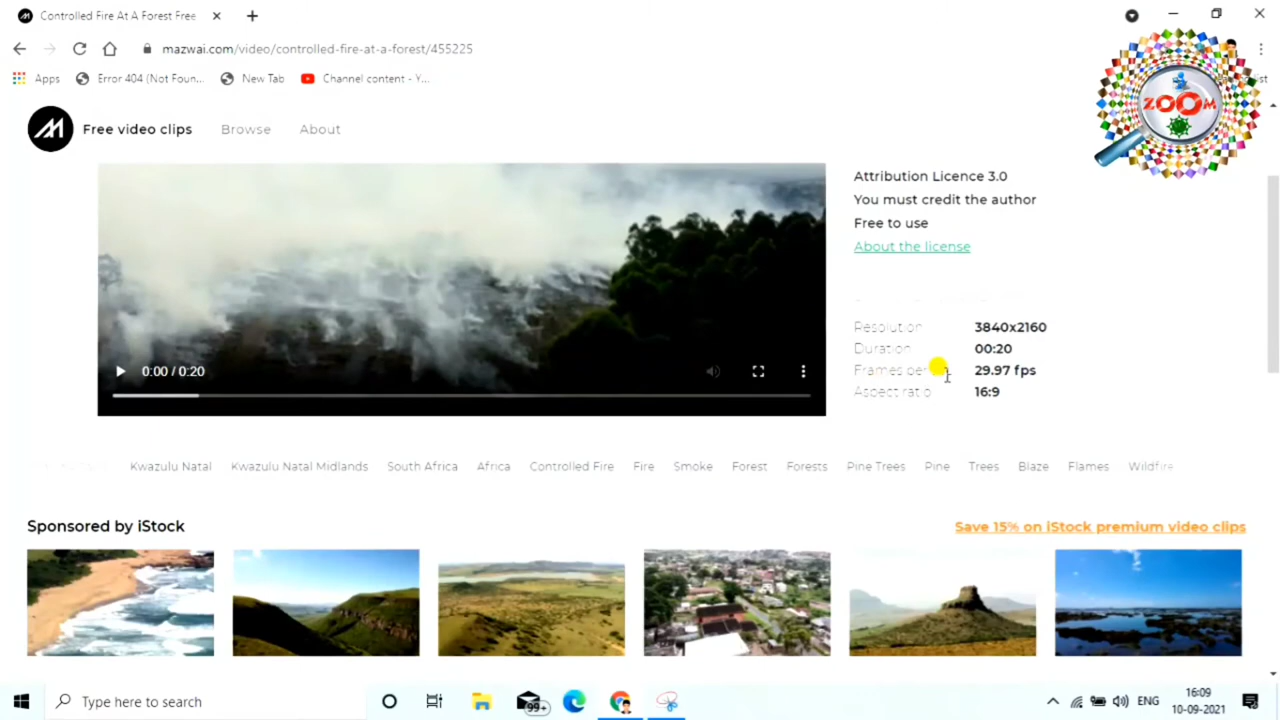 Controlled Fire At A Forest Free
mazwai.com/video/controlled-fire-at-a-forest/455225
Apps Error 404 (Not Foun... New Tab Channel content - Y...
ZOOM
Free video clips Browse About
Attribution Licence 3.0
You must credit the author
Free to use
About the license
Resolution 3840x2160
Duration 00:20
Frames per 29.97 fps
Aspect ratio 16:9
0:00 / 0:20
Kwazulu Natal Kwazulu Natal Midlands South Africa Africa Controlled Fire Fire Smoke Forest Forests Pine Trees Pine Trees Blaze Flames Wildfire
Sponsored by iStock Save 15% on iStock premium video clips
Type here to search
99+
ENG
16:09
10-09-2021